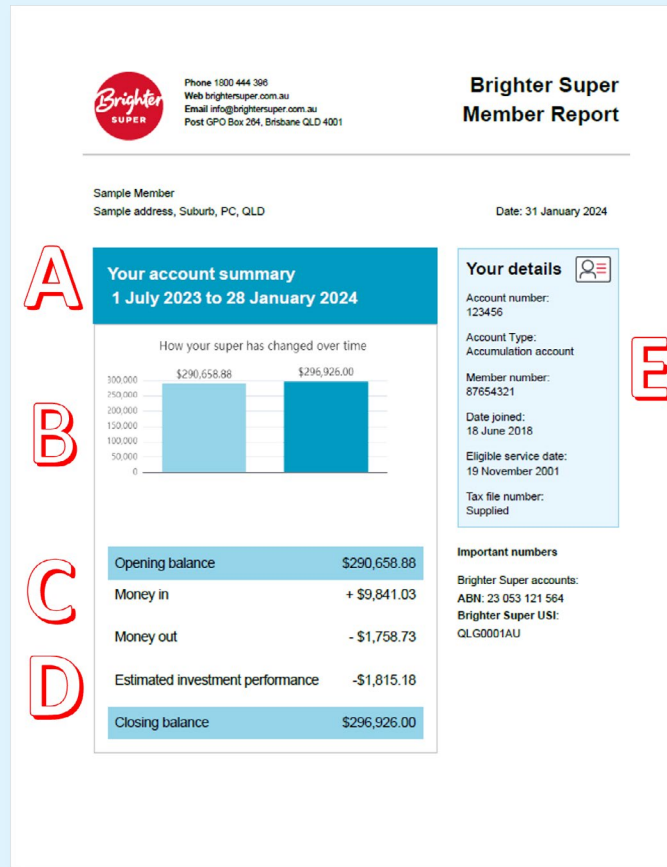 Brighter
SUPER
Phone 1800 444 396
Web brightersuper.com.au
Email info@brightersuper.com.au
Post GPO Box 264, Brisbane QLD 4001
Brighter Super
Member Report
Sample Member
Sample address, Suburb, PC, QLD
Date: 31 January 2024
A
Your account summary
1 July 2023 to 28 January 2024
B
How your super has changed over time
$290,658.88
$296,926.00
300,000
250,000
200,000
150,000
100,000
50,000
0
C
Opening balance $290,658.88
Money in + $9,841.03
Money out - $1,758.73
D
Estimated investment performance -$1,815.18
Closing balance $296,926.00
Your details
E
Account number:
123456
Account Type:
Accumulation account
Member number:
87654321
Date joined:
18 June 2018
Eligible service date:
19 November 2001
Tax file number:
Supplied
Important numbers
Brighter Super accounts:
ABN: 23 053 121 564
Brighter Super USI:
QLG0001AU